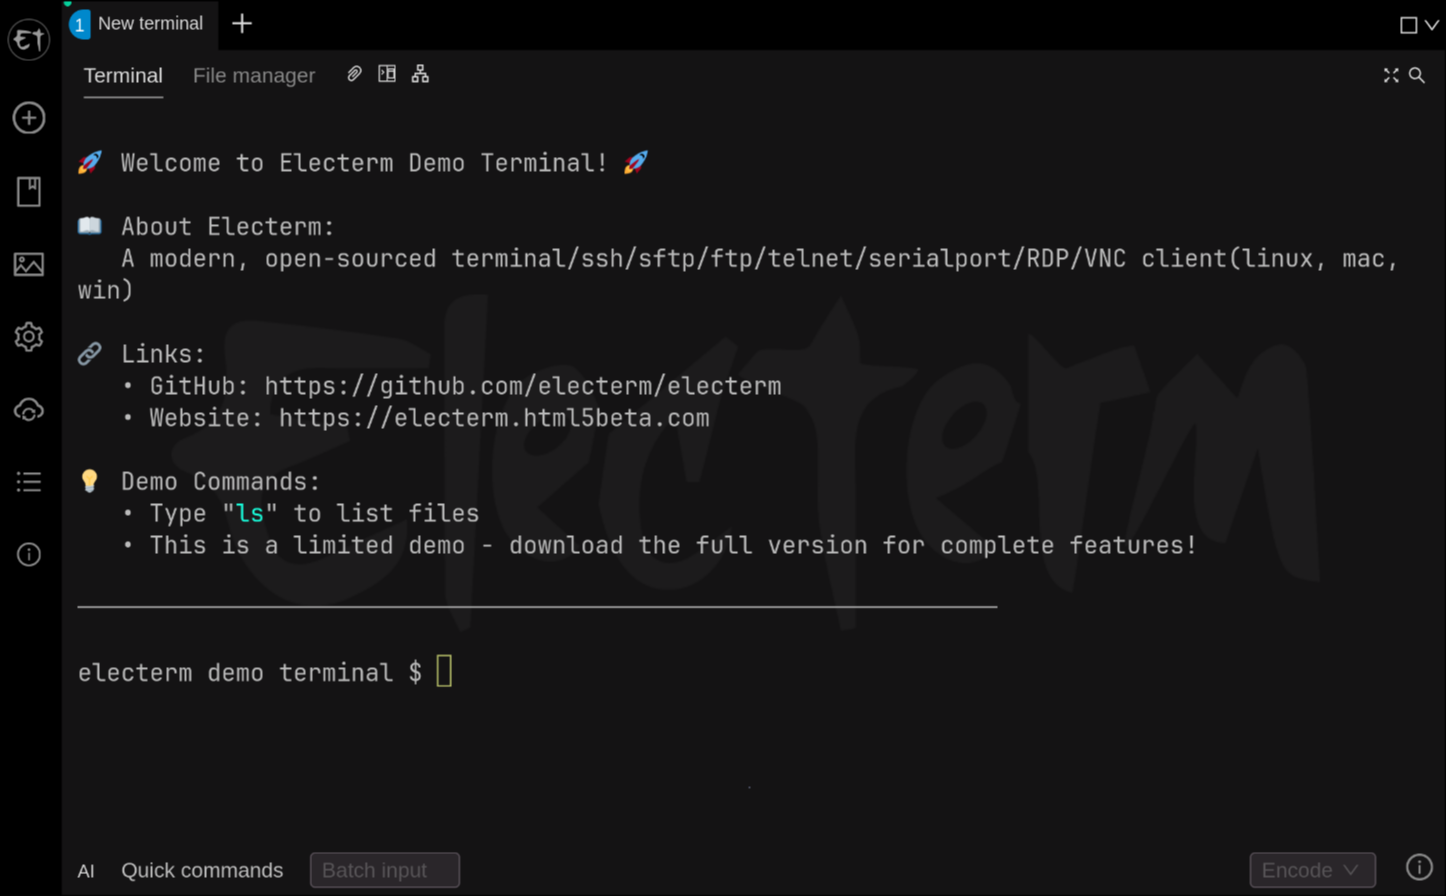 Et
1 New terminal
Terminal File manager
🚀 Welcome to Electerm Demo Terminal! 🚀
📖 About Electerm:
A modern, open-sourced terminal/ssh/sftp/ftp/telnet/serialport/RDP/VNC client(linux, mac,
win)
🔗 Links:
• GitHub: https://github.com/electerm/electerm
• Website: https://electerm.html5beta.com
💡 Demo Commands:
• Type "ls" to list files
• This is a limited demo - download the full version for complete features!
electerm demo terminal $
Electerm
AI Quick commands Batch input Encode